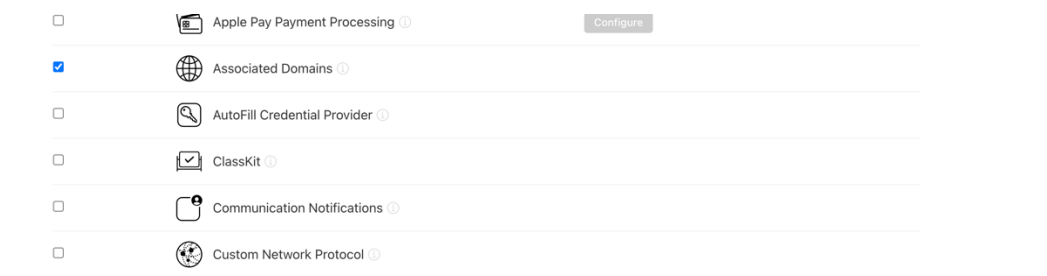 Apple Pay Payment Processing
Configure
Associated Domains
AutoFill Credential Provider
ClassKit
Communication Notifications
Custom Network Protocol